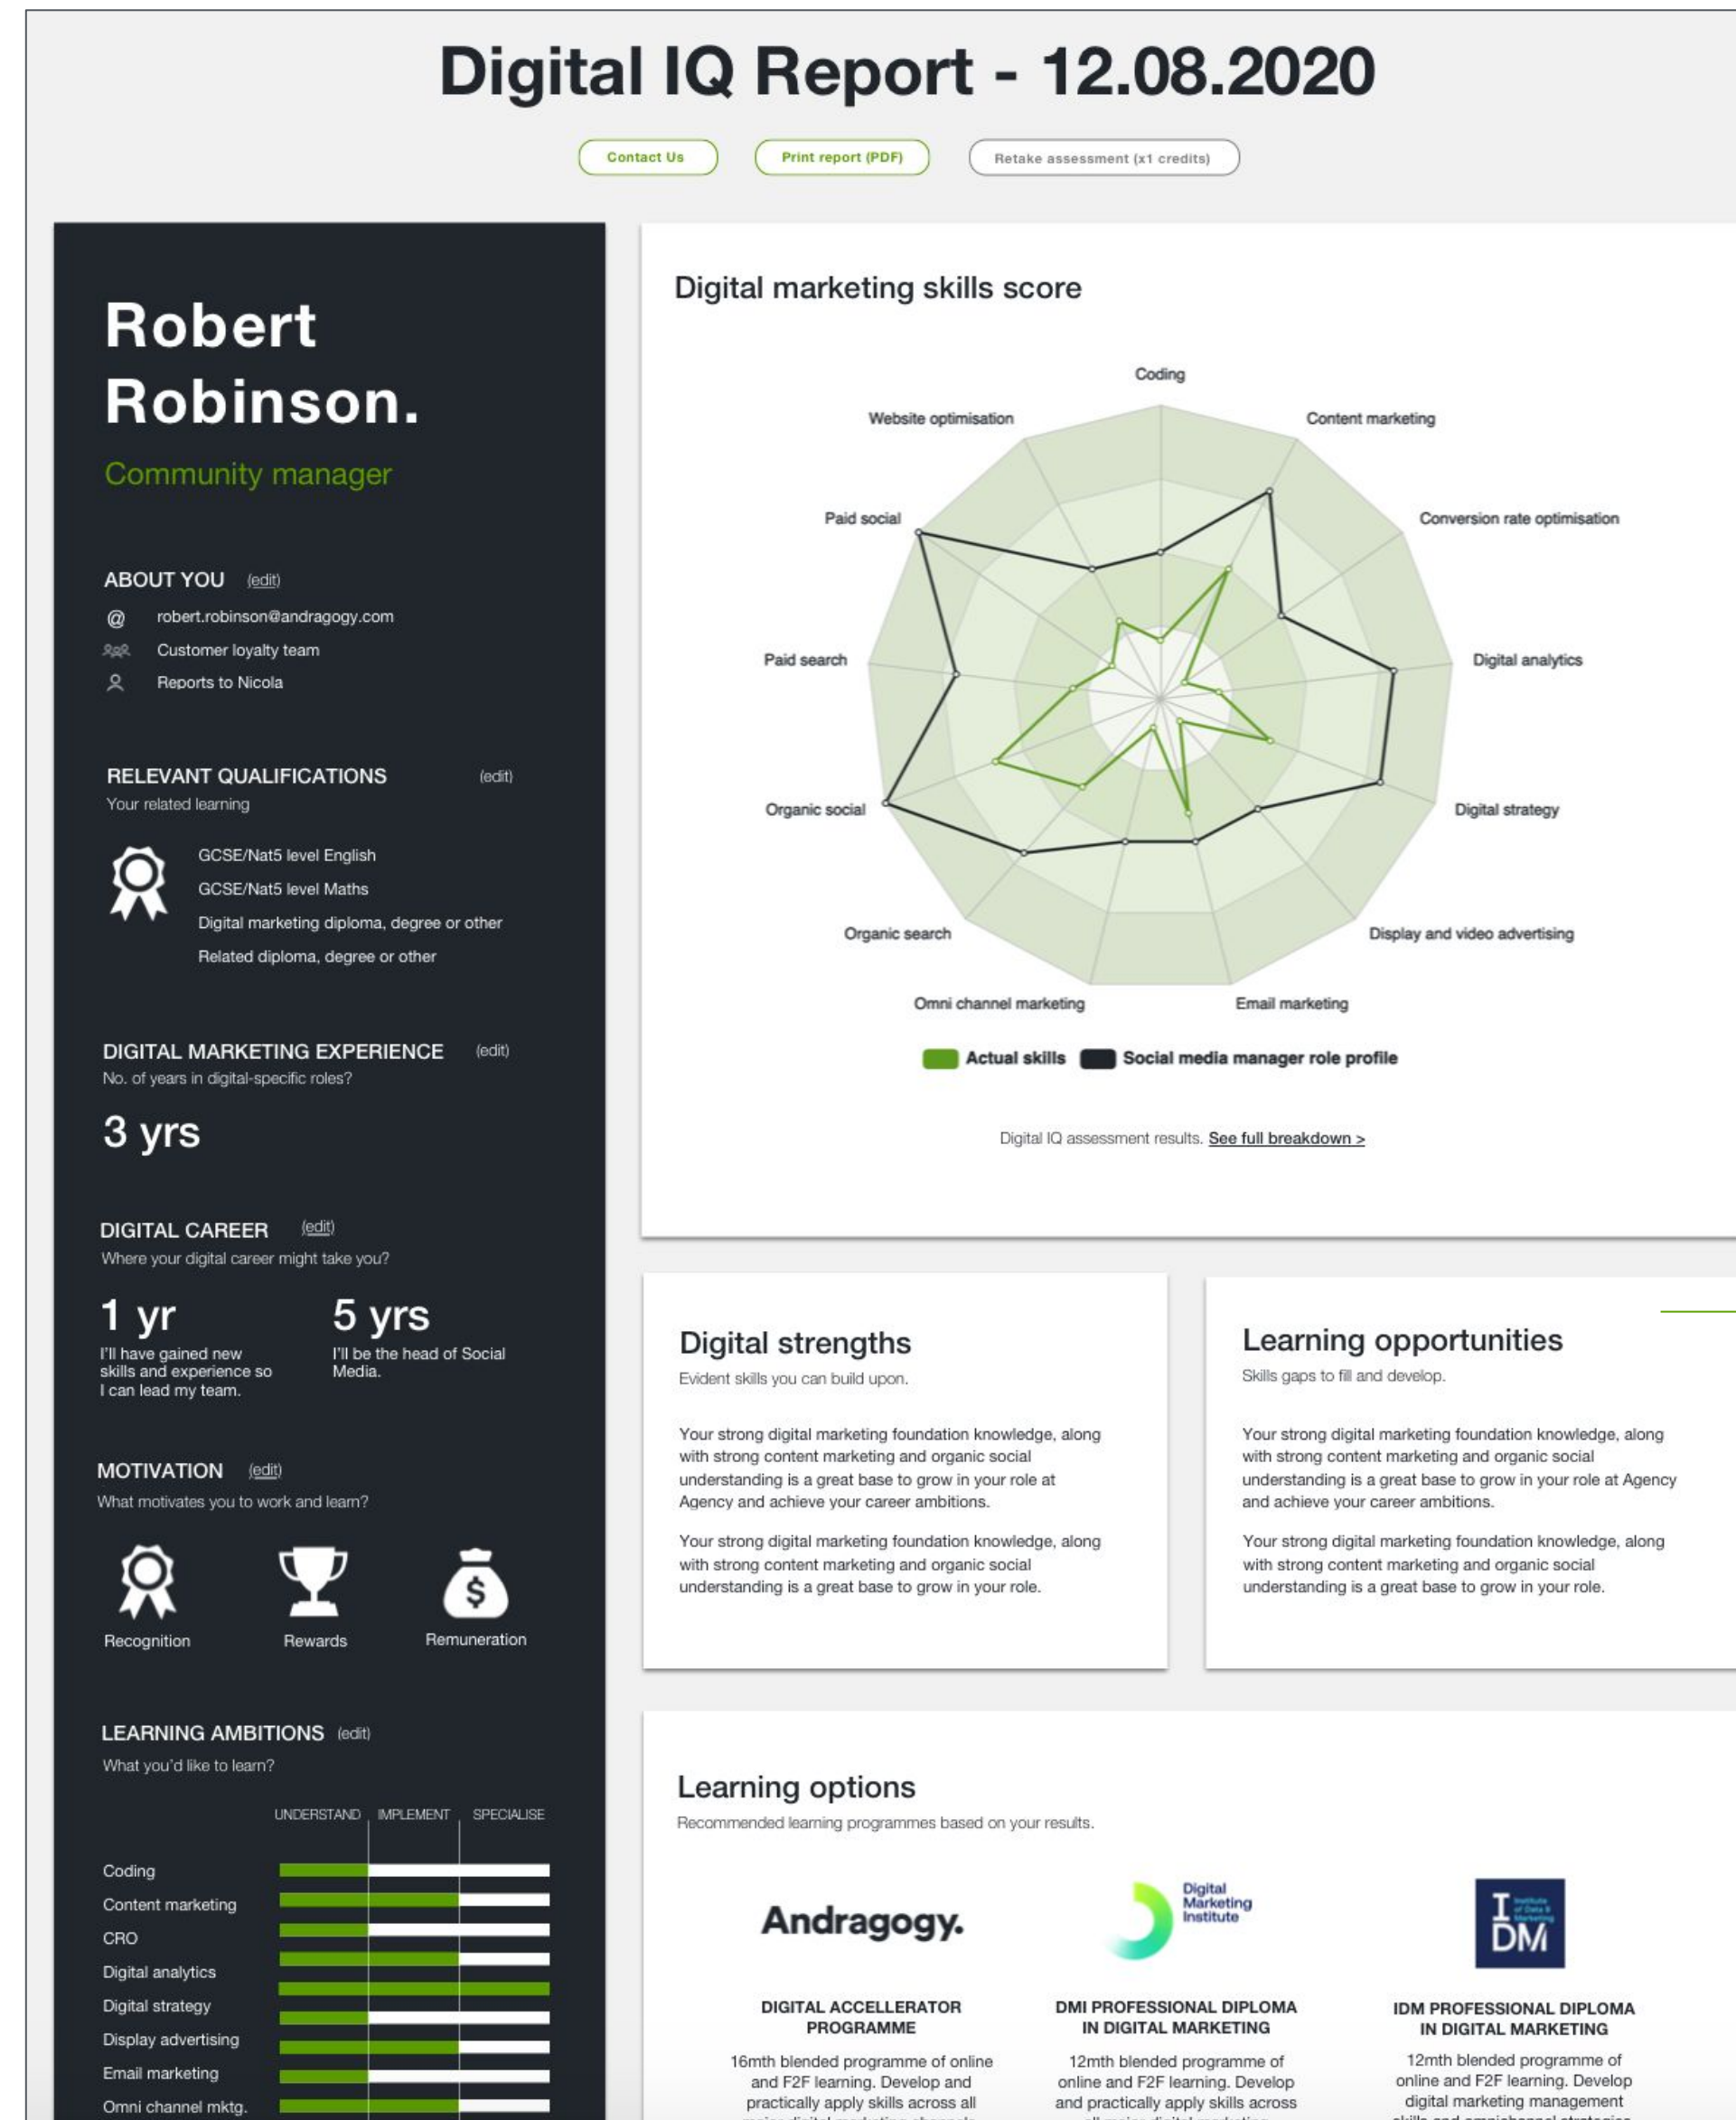 Digital IQ Report - 12.08.2020
Contact Us
Print report (PDF)
Retake assessment (x1 credits)
Robert
Robinson.
Community manager
ABOUT YOU (edit)
@ robert.robinson@andragogy.com
Customer loyalty team
Reports to Nicola
RELEVANT QUALIFICATIONS (edit)
Your related learning
GCSE/Nat5 level English
GCSE/Nat5 level Maths
Digital marketing diploma, degree or other
Related diploma, degree or other
DIGITAL MARKETING EXPERIENCE (edit)
No. of years in digital-specific roles?
3 yrs
DIGITAL CAREER (edit)
Where your digital career might take you?
1 yr
I'll have gained new
skills and experience so
I can lead my team.
5 yrs
I'll be the head of Social
Media.
MOTIVATION (edit)
What motivates you to work and learn?
Recognition
Rewards
Remuneration
LEARNING AMBITIONS (edit)
What you'd like to learn?
UNDERSTAND IMPLEMENT SPECIALISE
Coding
Content marketing
CRO
Digital analytics
Digital strategy
Display advertising
Email marketing
Omni channel mktg.
Digital marketing skills score
Coding
Content marketing
Conversion rate optimisation
Digital analytics
Digital strategy
Display and video advertising
Email marketing
Omni channel marketing
Organic search
Organic social
Paid search
Paid social
Website optimisation
Actual skills
Social media manager role profile
Digital IQ assessment results. See full breakdown >
Digital strengths
Evident skills you can build upon.
Your strong digital marketing foundation knowledge, along
with strong content marketing and organic social
understanding is a great base to grow in your role at
Agency and achieve your career ambitions.
Your strong digital marketing foundation knowledge, along
with strong content marketing and organic social
understanding is a great base to grow in your role.
Learning opportunities
Skills gaps to fill and develop.
Your strong digital marketing foundation knowledge, along
with strong content marketing and organic social
understanding is a great base to grow in your role at Agency
and achieve your career ambitions.
Your strong digital marketing foundation knowledge, along
with strong content marketing and organic social
understanding is a great base to grow in your role.
Learning options
Recommended learning programmes based on your results.
Andragogy.
DIGITAL ACCELLERATOR
PROGRAMME
16mth blended programme of online
and F2F learning. Develop and
practically apply skills across all
major digital marketing channels
Digital
Marketing
Institute
DMI PROFESSIONAL DIPLOMA
IN DIGITAL MARKETING
12mth blended programme of
online and F2F learning. Develop
and practically apply skills across
all major digital marketing
IDM
Institute
of Data &
Marketing
IDM PROFESSIONAL DIPLOMA
IN DIGITAL MARKETING
12mth blended programme of
online and F2F learning. Develop
digital marketing management
skills and omnichannel strategies